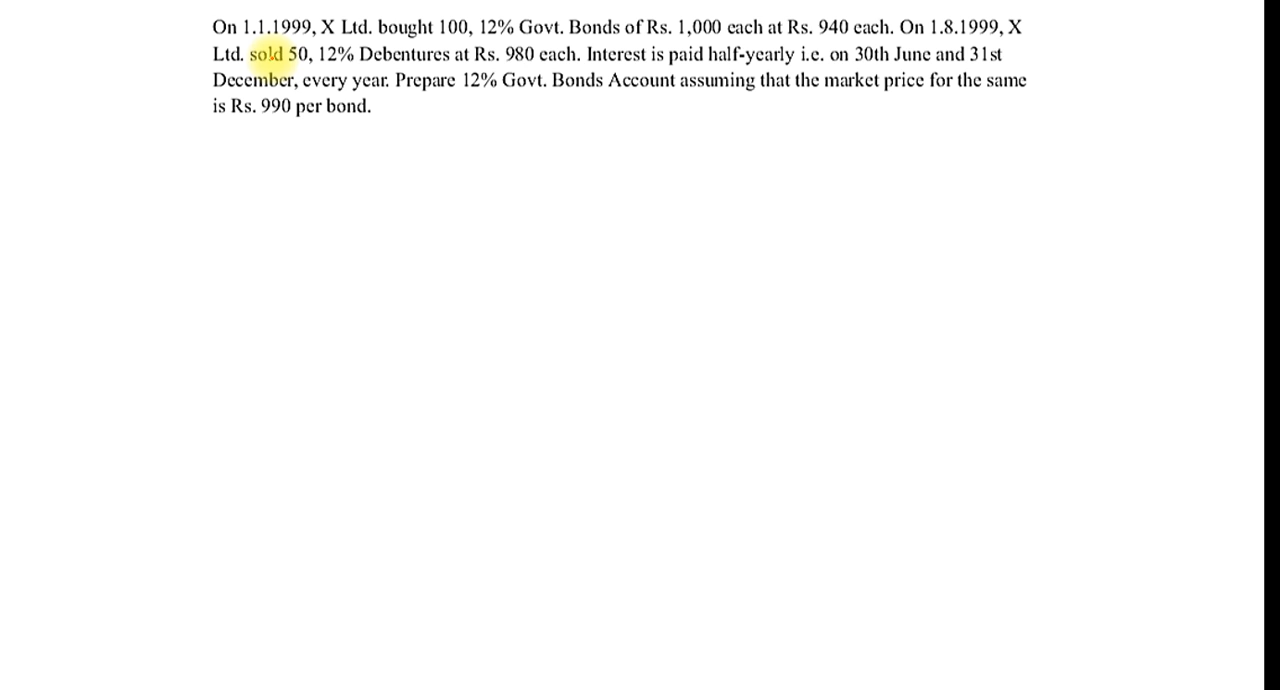 On 1.1.1999, X Ltd. bought 100, 12% Govt. Bonds of Rs. 1,000 each at Rs. 940 each. On 1.8.1999, X
Ltd. sold 50, 12% Debentures at Rs. 980 each. Interest is paid half-yearly i.e. on 30th June and 31st
December, every year. Prepare 12% Govt. Bonds Account assuming that the market price for the same
is Rs. 990 per bond.